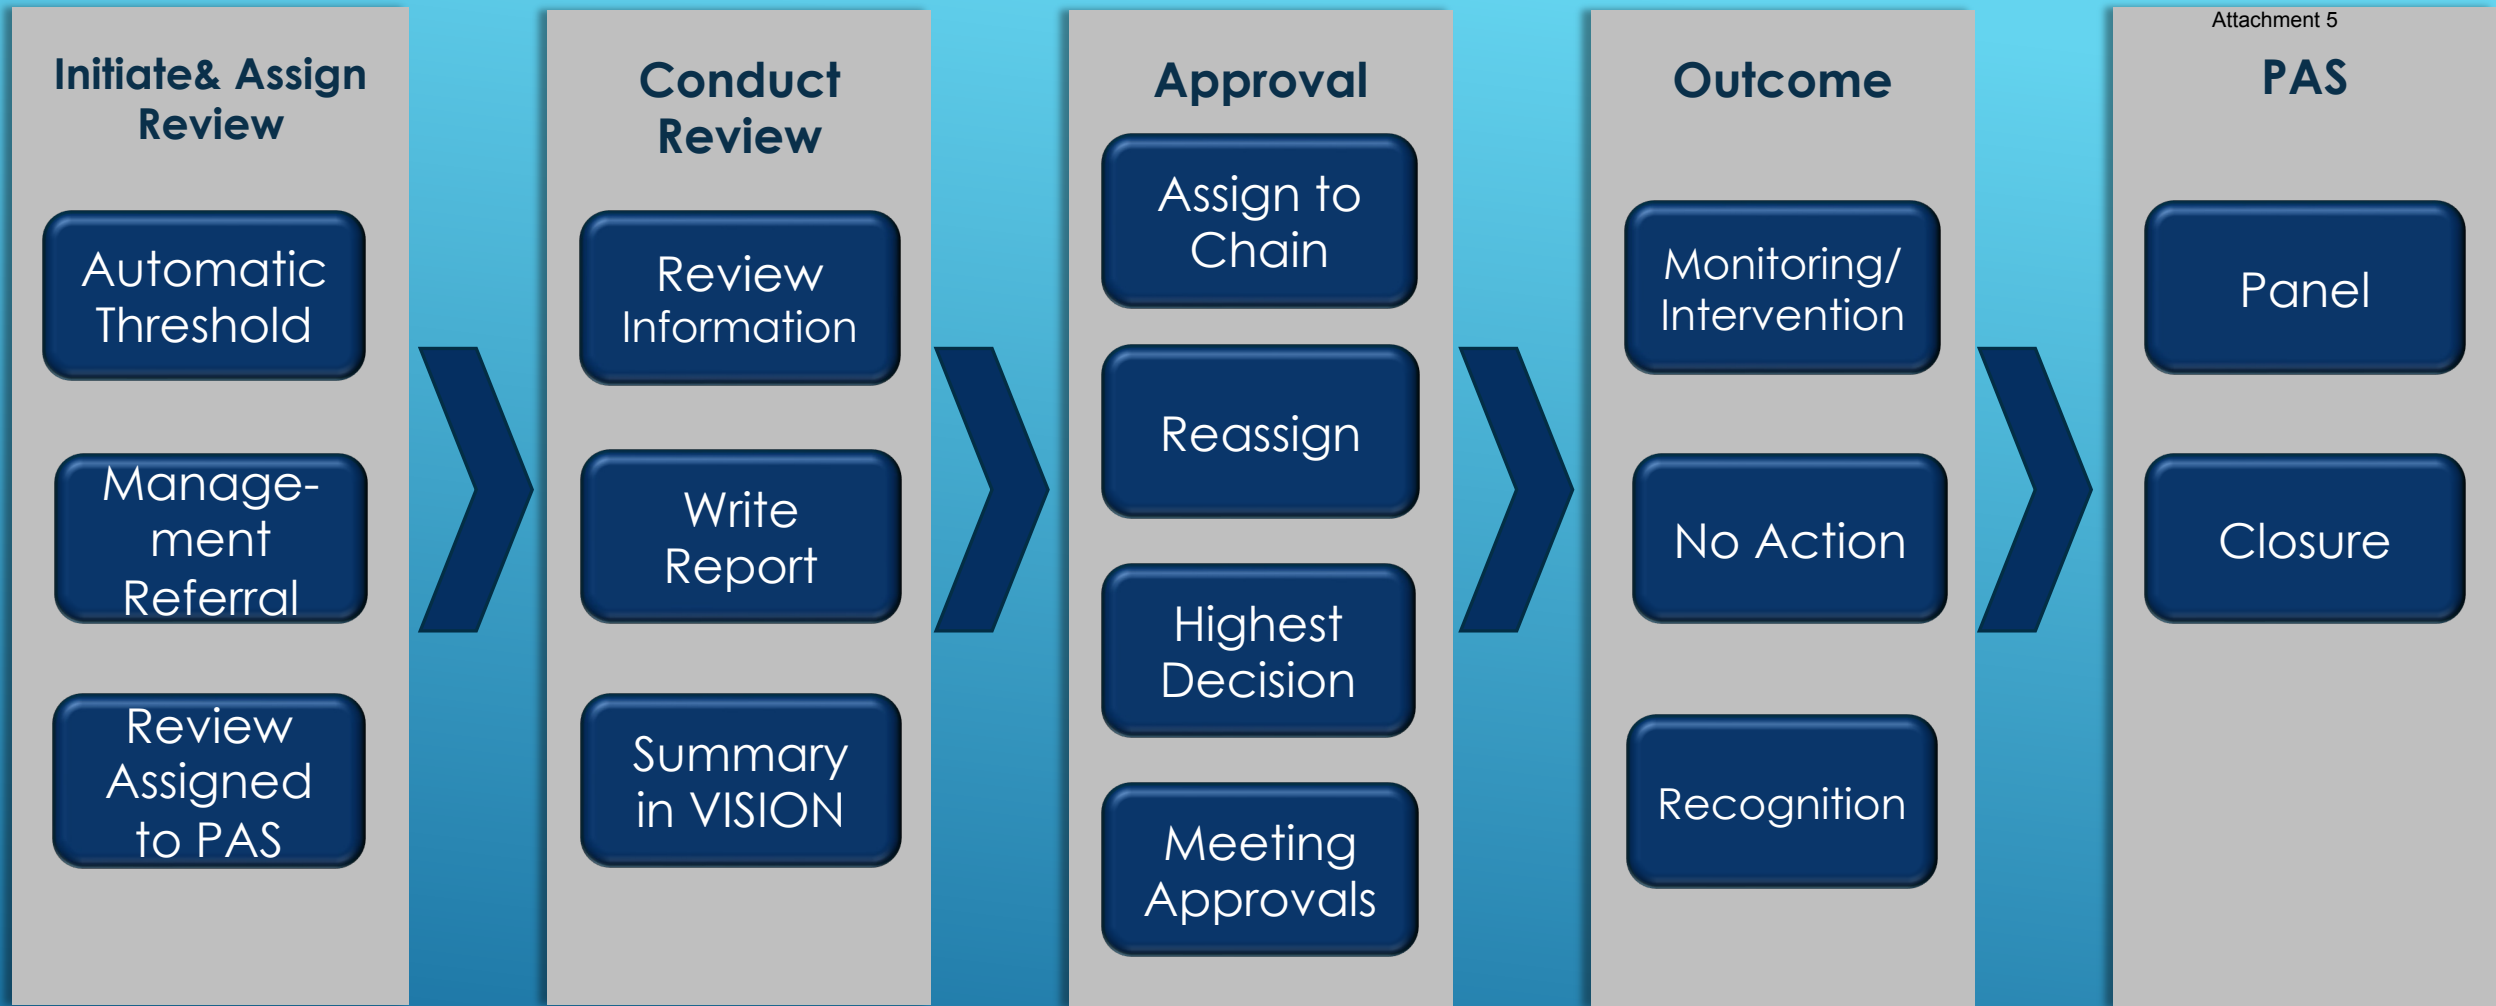 Attachment 5
Initiate& Assign
Review
Automatic
Threshold
Manage-
ment
Referral
Review
Assigned
to PAS
Conduct
Review
Review
Information
Write
Report
Summary
in VISION
Approval
Assign to
Chain
Reassign
Highest
Decision
Meeting
Approvals
Outcome
Monitoring/
Intervention
No Action
Recognition
PAS
Panel
Closure